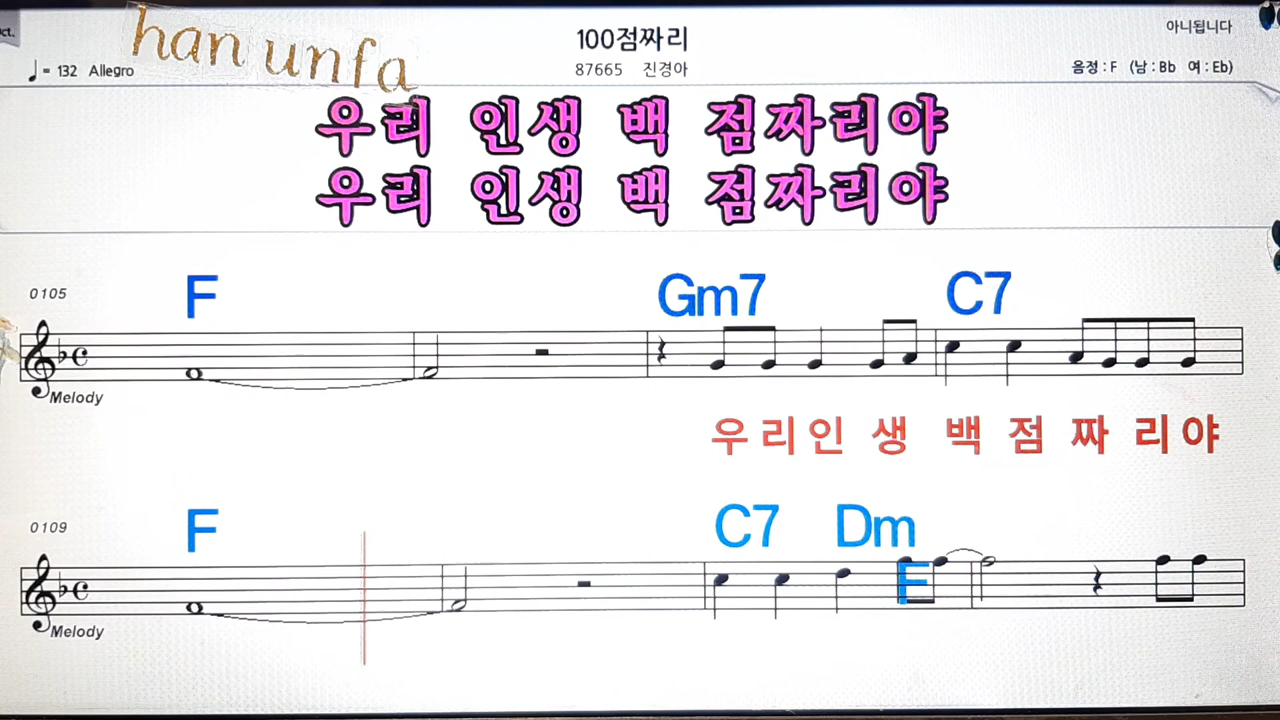 ct.
han unfa
100점짜리
아니됩니다
♩= 132 Allegro
87665 진경아
음정 : F (남 : Bb 여 : Eb)
우리 인생 백 점짜리야
우리 인생 백 점짜리야
F Gm7 C7
0105
Melody
우 리 인 생 백 점 짜 리 야
F C7 Dm F
0109
Melody